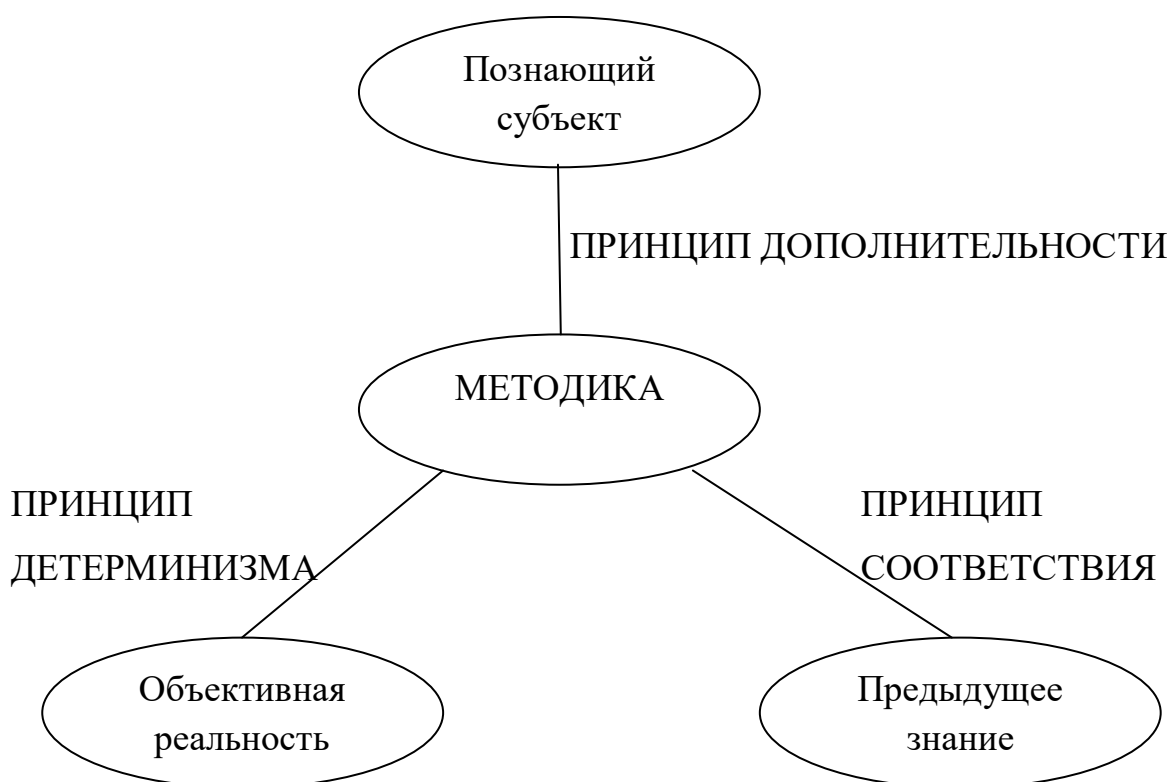 Познающий
субъект
ПРИНЦИП ДОПОЛНИТЕЛЬНОСТИ
МЕТОДИКА
ПРИНЦИП
ДЕТЕРМИНИЗМА
ПРИНЦИП
СООТВЕТСТВИЯ
Объективная
реальность
Предыдущее
знание